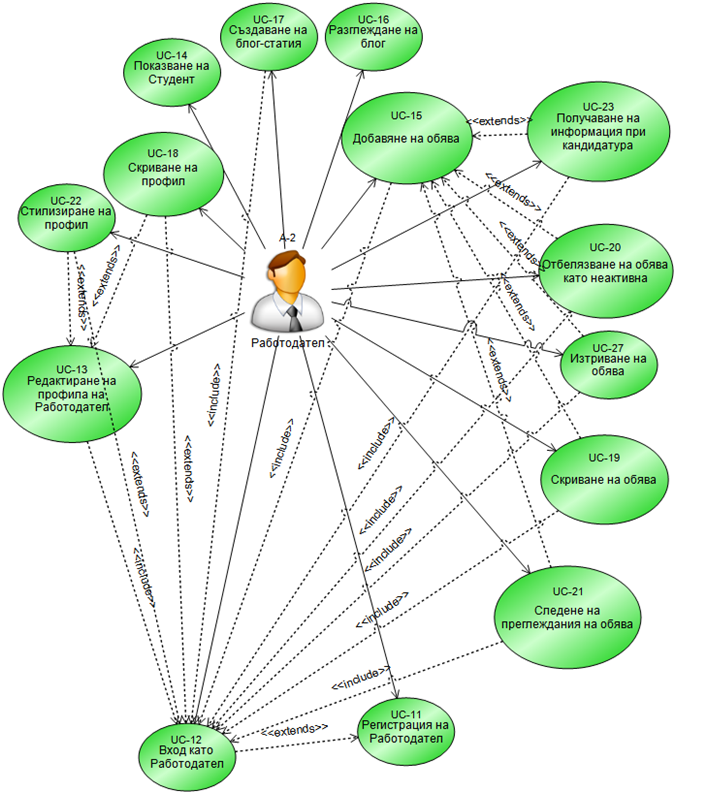 UC-17
Създаване на
блог-статия
UC-16
Разглеждане на
блог
UC-14
Показване на
Студент
UC-15
Добавяне на обява
<<extends>>
UC-23
Получаване на
информация при
кандидатура
UC-18
Скриване на
профил
UC-22
Стилизиране на
профил
<<extends>>
<<extends>>
A-2
Работодател
<<extends>>
<<extends>>
<<extends>>
<<extends>>
UC-20
Отбелязване на обява
като неактивна
UC-27
Изтриване на
обява
UC-13
Редактиране на
профила на
Работодател
<<include>>
<<include>>
<<include>>
<<include>>
<<include>>
<<include>>
<<include>>
<<extends>>
<<extends>>
<<include>>
UC-19
Скриване на обява
UC-21
Следене на
преглеждания на обява
UC-12
Вход като
Работодател
<<extends>>
UC-11
Регистрация на
Работодател